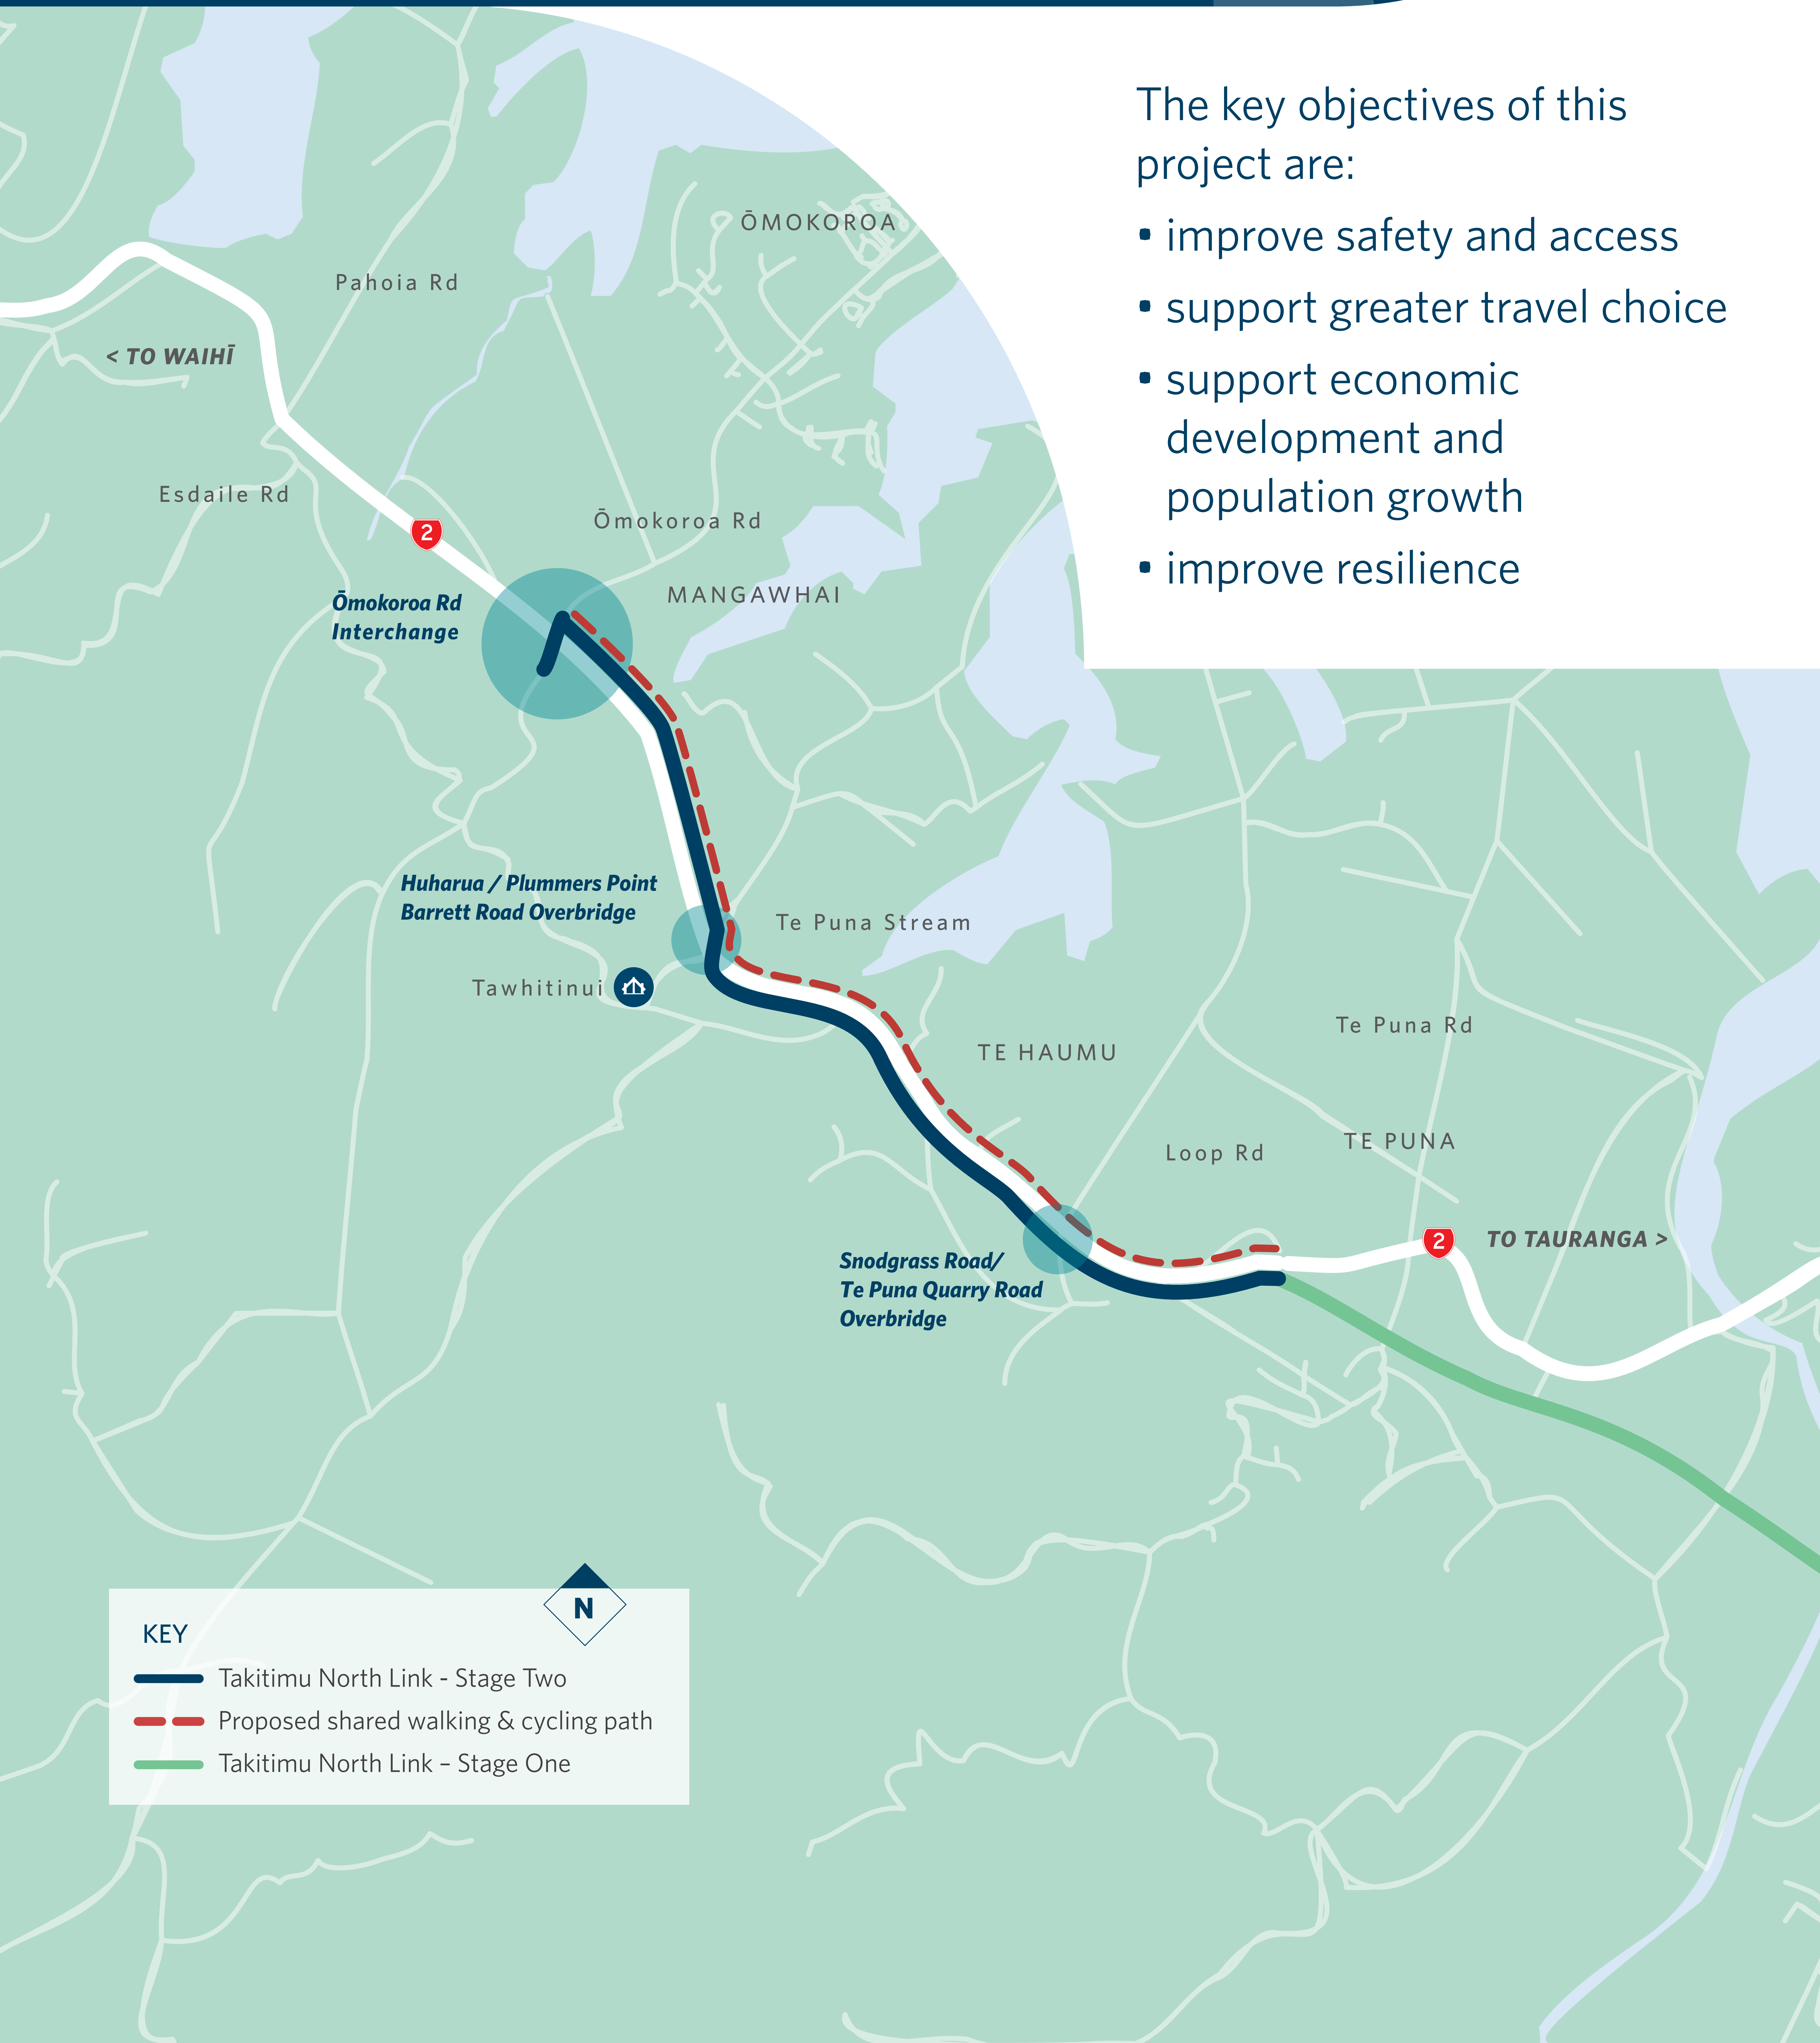 The key objectives of this
project are:
• improve safety and access
• support greater travel choice
• support economic
development and
population growth
• improve resilience
ŌMOKOROA
Pahoia Rd
< TO WAIHĪ
Esdaile Rd
Ōmokoroa Rd
2
MANGAWHAI
Ōmokoroa Rd
Interchange
Huharua / Plummers Point
Barrett Road Overbridge
Te Puna Stream
Tawhitinui
TE HAUMU
Te Puna Rd
TE PUNA
Loop Rd
2
TO TAURANGA >
Snodgrass Road/
Te Puna Quarry Road
Overbridge
N
KEY
Takitimu North Link - Stage Two
Proposed shared walking & cycling path
Takitimu North Link – Stage One